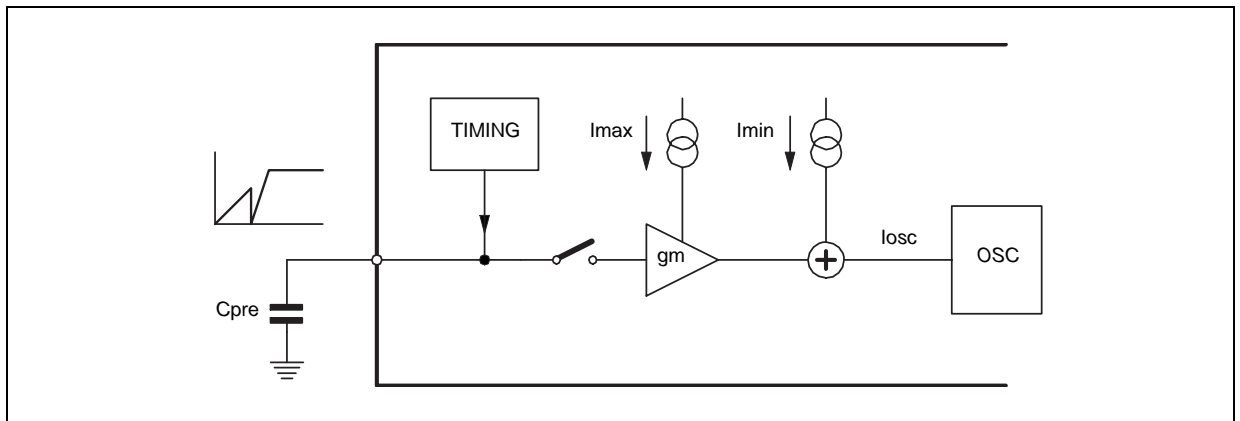 TIMING
Imax
Imin
gm
Iosc
OSC
Cpre